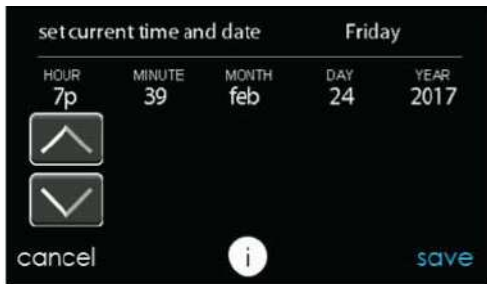 set current time and date Friday
HOUR MINUTE MONTH DAY YEAR
7p 39 feb 24 2017
cancel i save